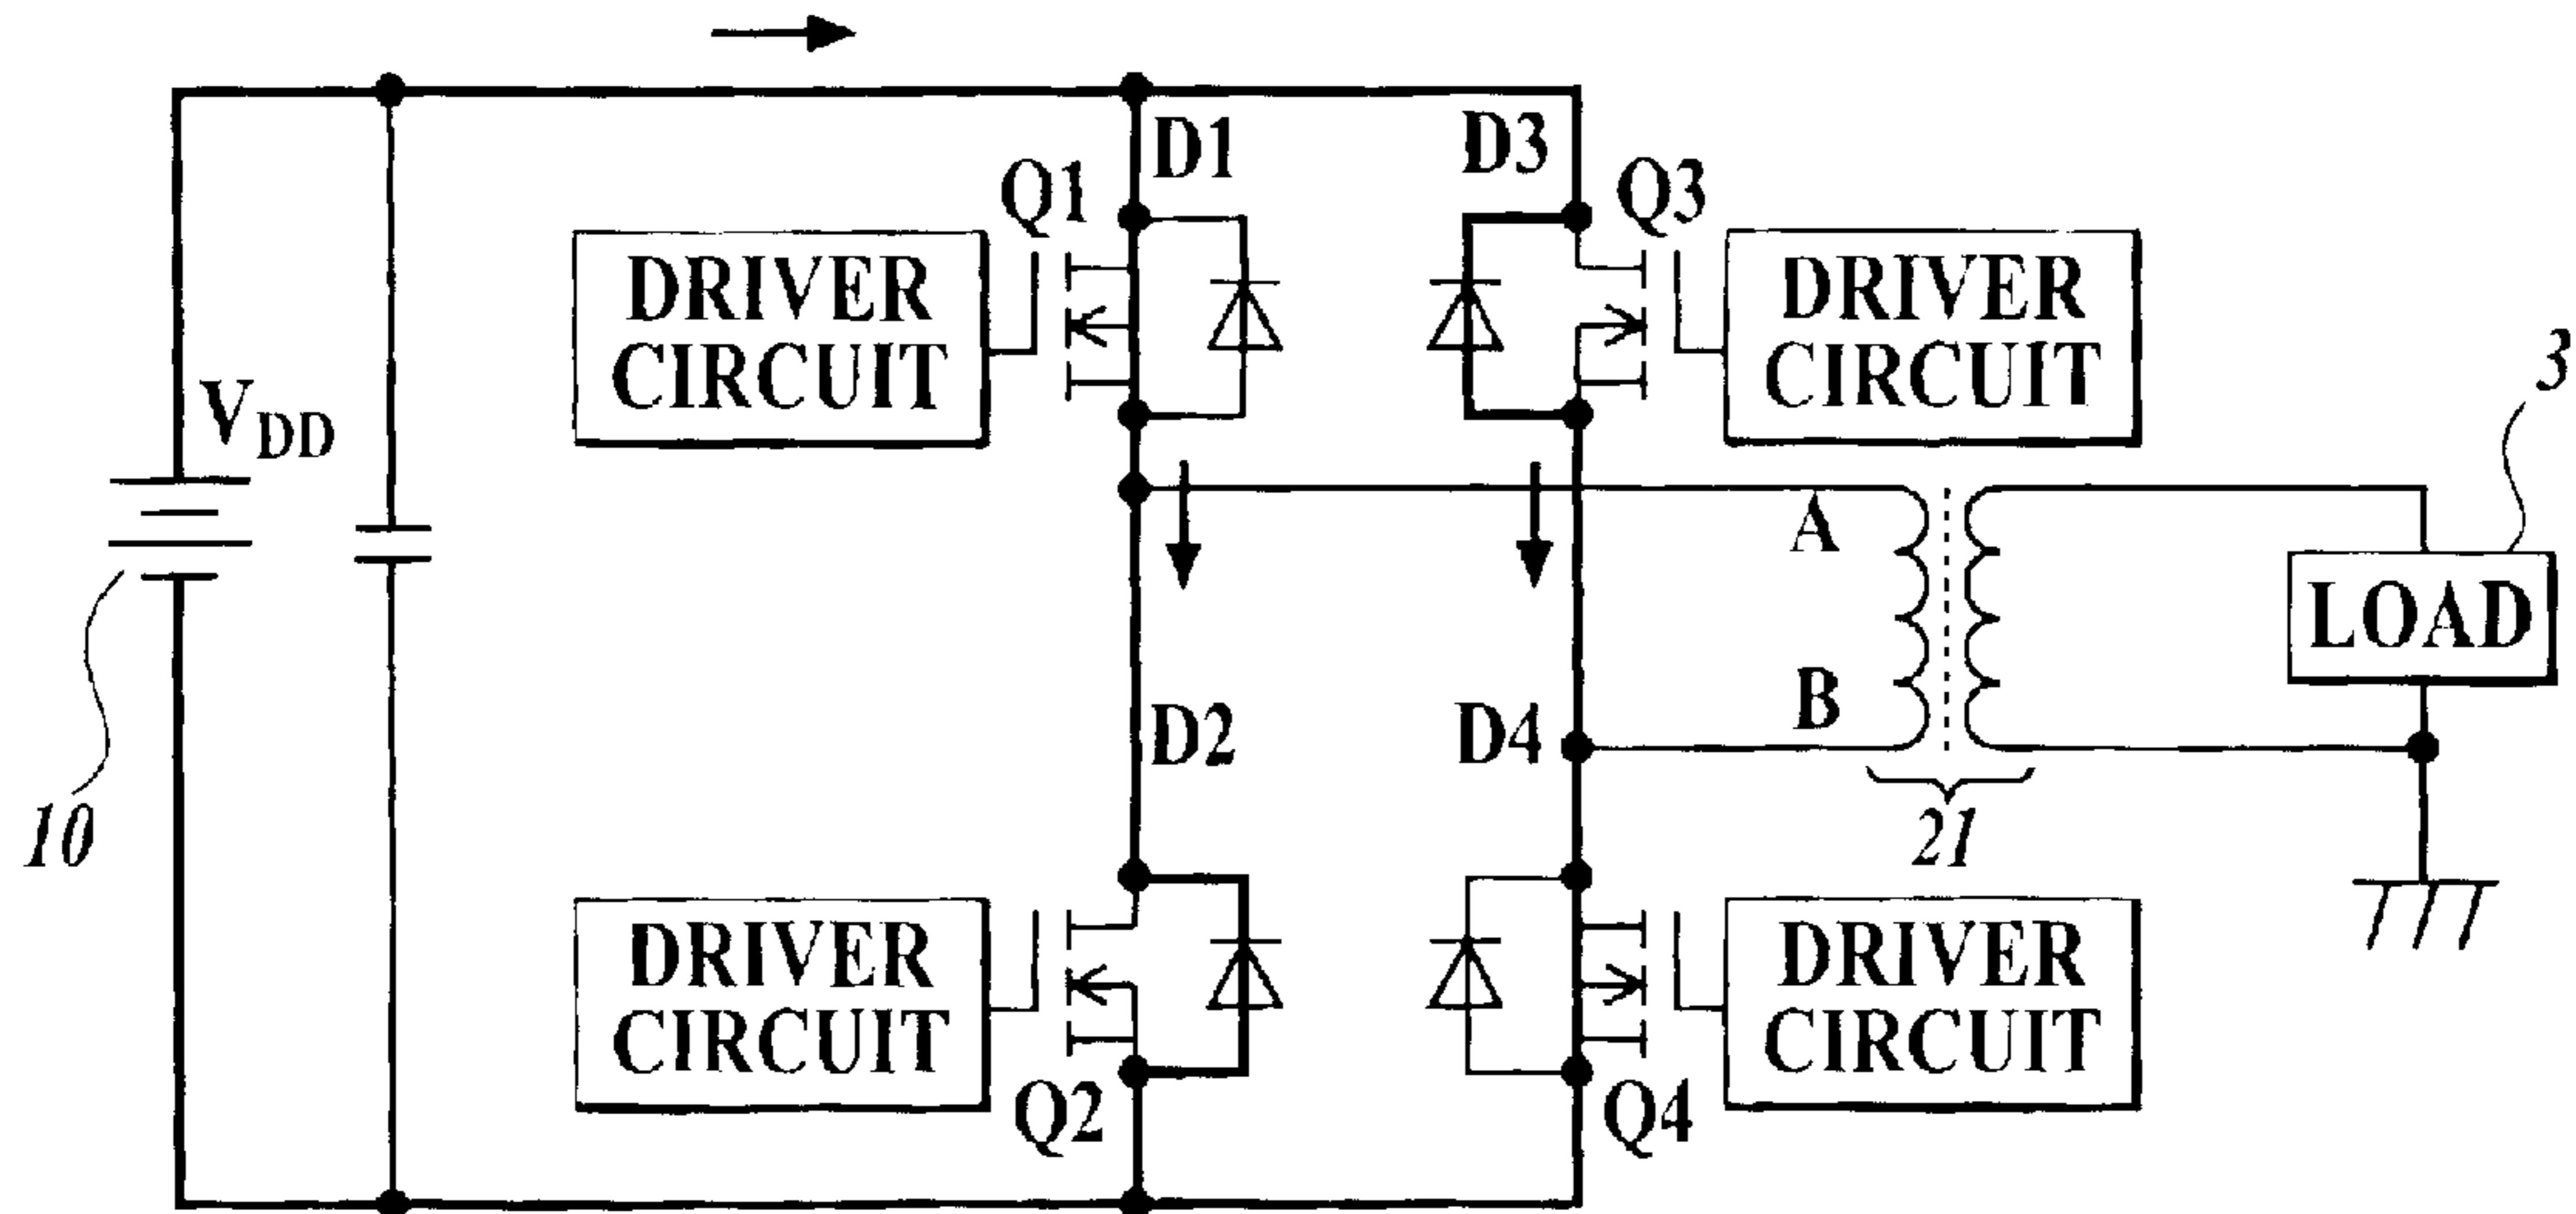 D1
D3
Q1
Q3
DRIVER
CIRCUIT
DRIVER
CIRCUIT
3
VDD
A
LOAD
B
D2
D4
10
21
DRIVER
CIRCUIT
DRIVER
CIRCUIT
Q2
Q4